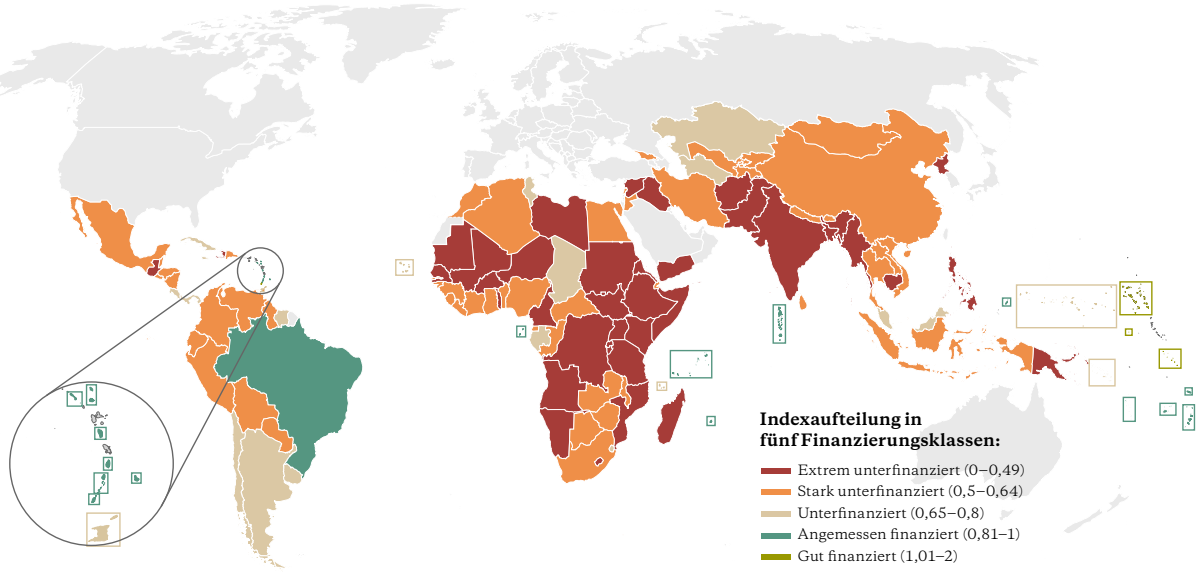 Indexaufteilung in
fünf Finanzierungsklassen:
Extrem unterfinanziert (0–0,49)
Stark unterfinanziert (0,5–0,64)
Unterfinanziert (0,65–0,8)
Angemessen finanziert (0,81–1)
Gut finanziert (1,01–2)